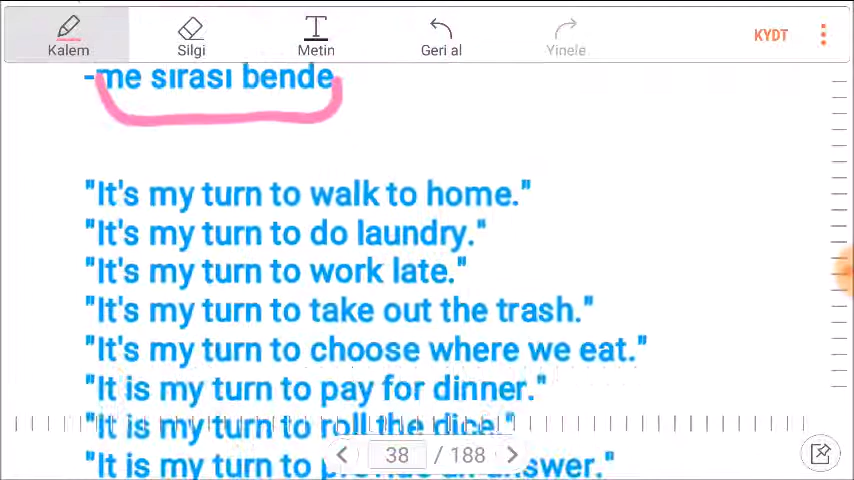 Kalem
Silgi
Metin
Geri al
Yinele
KYDT
-me sırası bende
"It's my turn to walk to home."
"It's my turn to do laundry."
"It's my turn to work late."
"It's my turn to take out the trash."
"It's my turn to choose where we eat."
"It is my turn to pay for dinner."
"It is my turn to roll the dice."
"It is my turn to provide an answer."
38 / 188